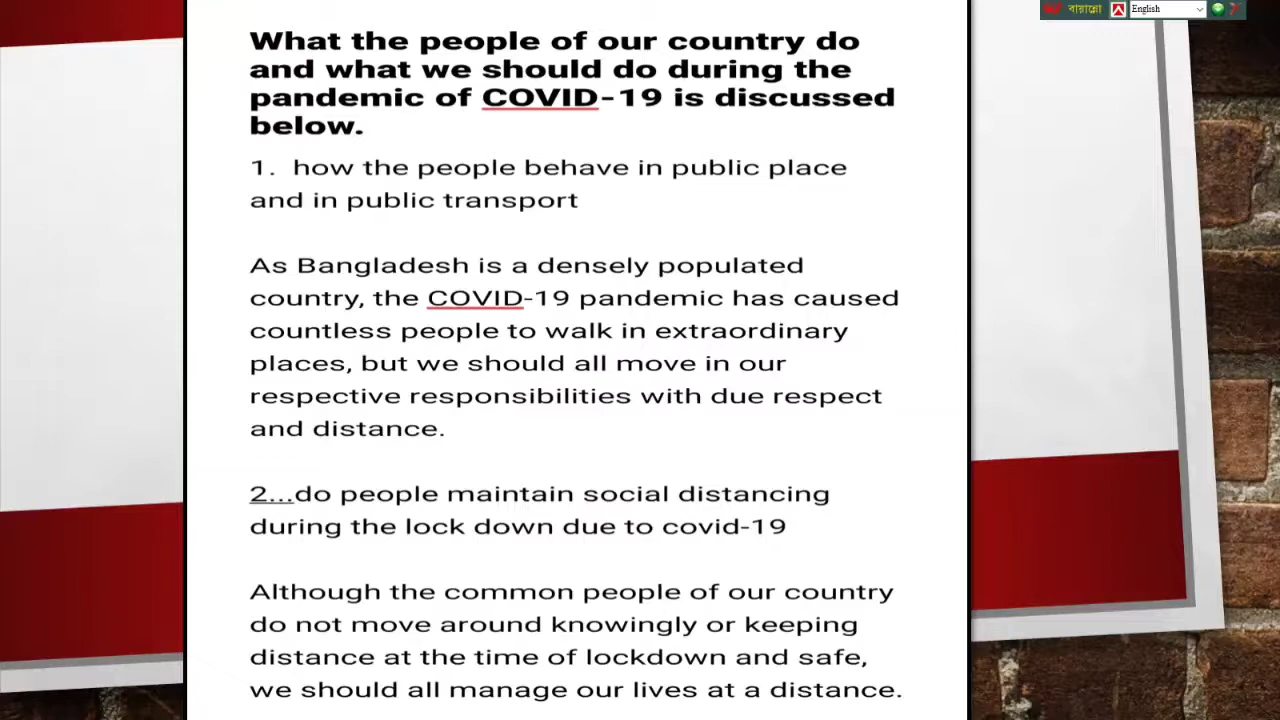 বায়ান্নো
English
What the people of our country do
and what we should do during the
pandemic of COVID-19 is discussed
below.
1. how the people behave in public place
and in public transport
As Bangladesh is a densely populated
country, the COVID-19 pandemic has caused
countless people to walk in extraordinary
places, but we should all move in our
respective responsibilities with due respect
and distance.
2...do people maintain social distancing
during the lock down due to covid-19
Although the common people of our country
do not move around knowingly or keeping
distance at the time of lockdown and safe,
we should all manage our lives at a distance.